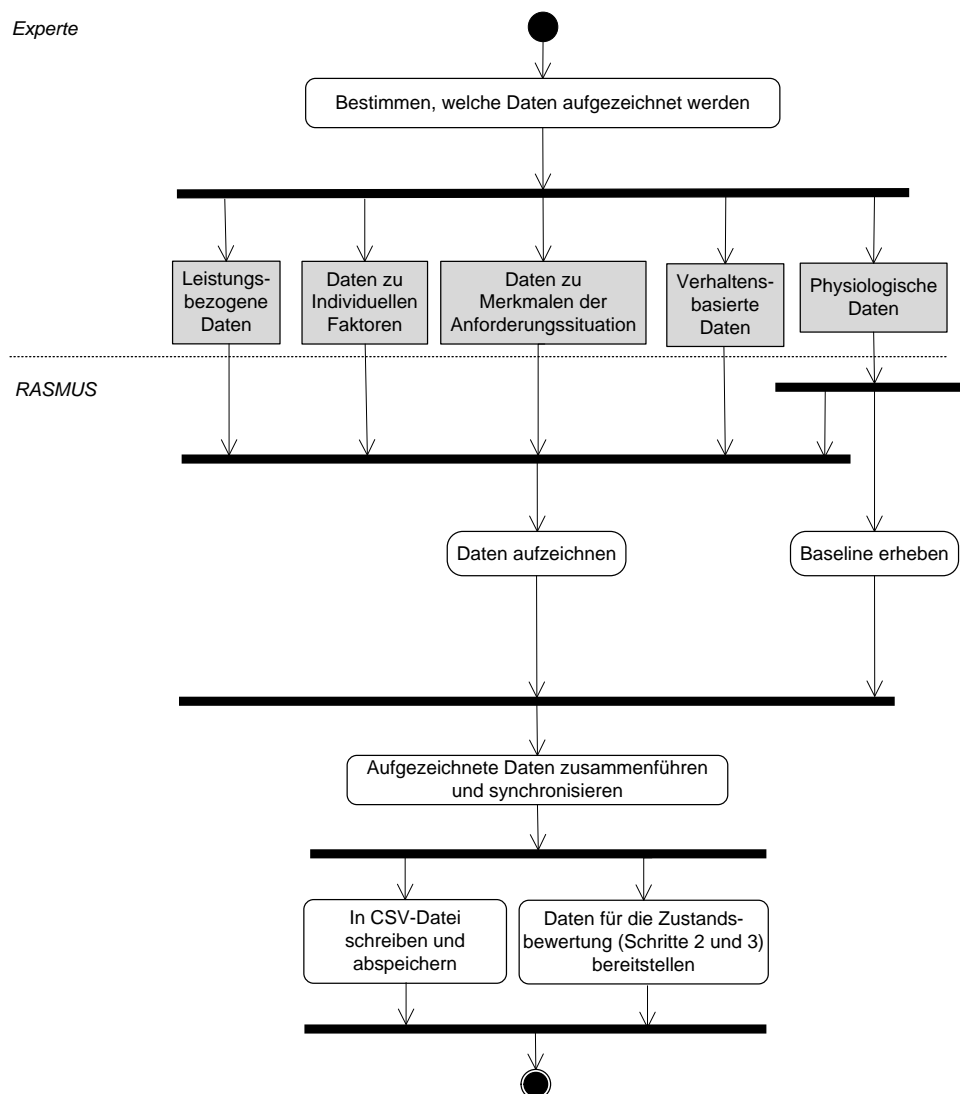 Experte
Bestimmen, welche Daten aufgezeichnet werden
Leistungs-
bezogene
Daten
Daten zu
Individuellen
Faktoren
Daten zu
Merkmalen der
Anforderungssituation
Verhaltens-
basierte
Daten
Physiologische
Daten
RASMUS
Daten aufzeichnen
Baseline erheben
Aufgezeichnete Daten zusammenführen
und synchronisieren
In CSV-Datei
schreiben und
abspeichern
Daten für die Zustands-
bewertung (Schritte 2 und 3)
bereitstellen